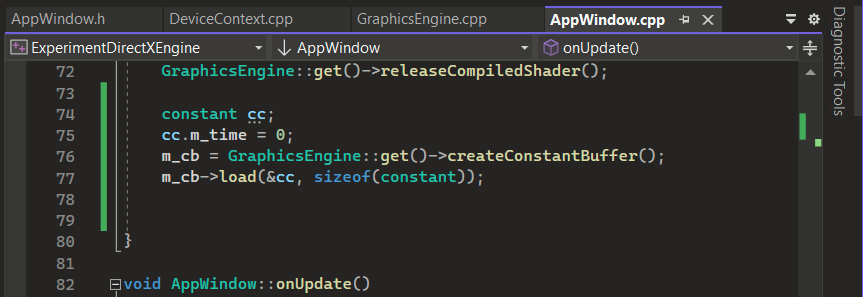 AppWindow.h DeviceContext.cpp GraphicsEngine.cpp AppWindow.cpp
ExperimentDirectXEngine AppWindow onUpdate()
72 GraphicsEngine::get()->releaseCompiledShader();
73
74 constant cc;
75 cc.m_time = 0;
76 m_cb = GraphicsEngine::get()->createConstantBuffer();
77 m_cb->load(&cc, sizeof(constant));
78
79
80 }
81
82 void AppWindow::onUpdate()
Diagnostic Tools